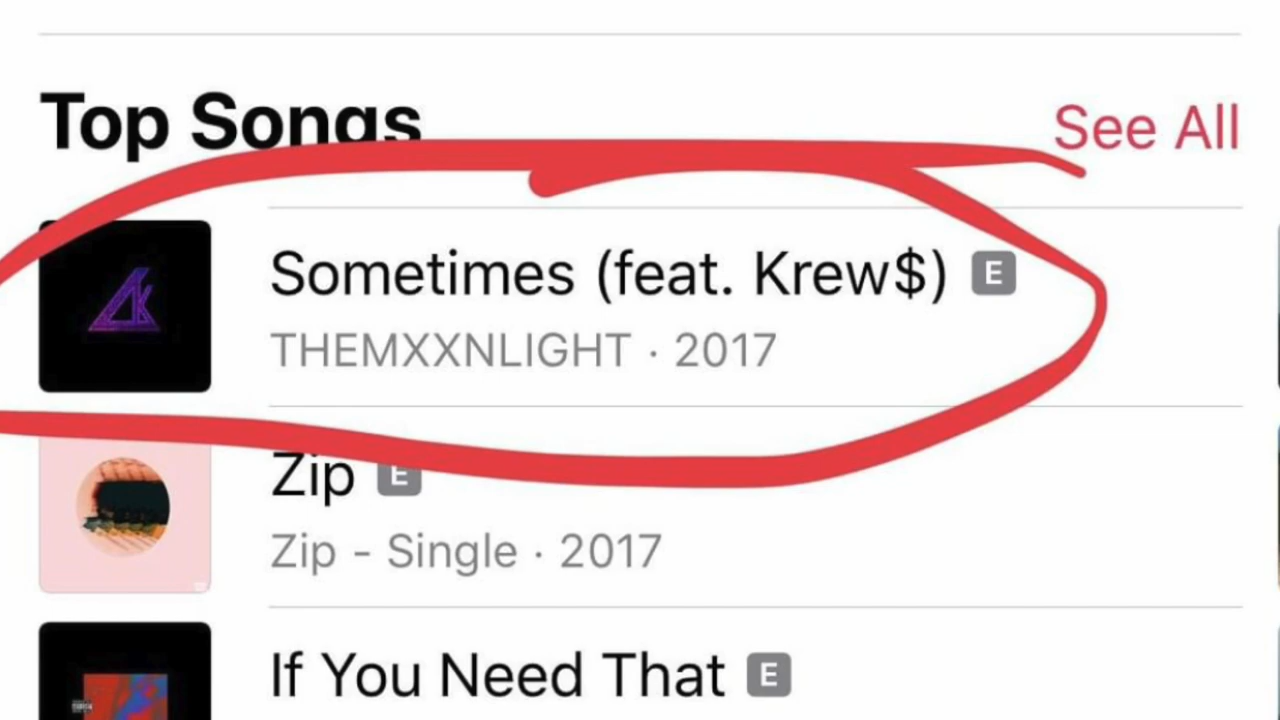 Top Songs
See All
Sometimes (feat. Krew$) E
THEMXXNLIGHT · 2017
Zip E
Zip - Single · 2017
If You Need That E